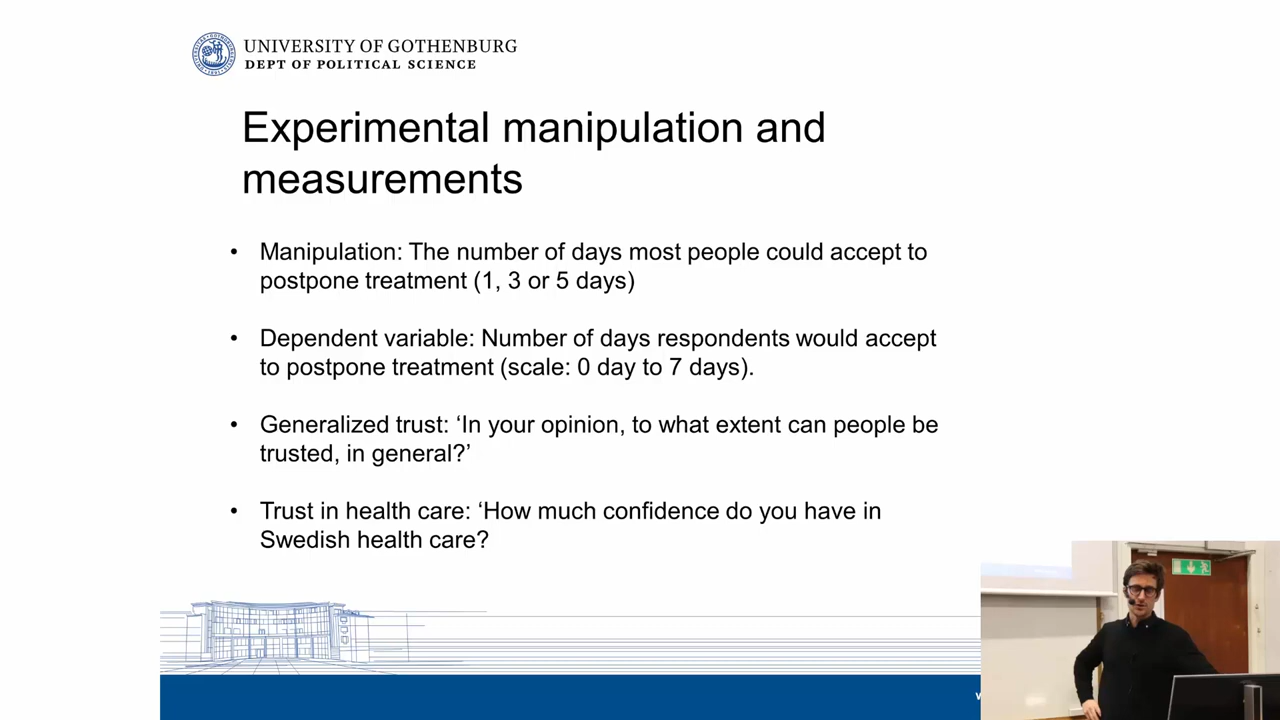 UNIVERSITY OF GOTHENBURG
DEPT OF POLITICAL SCIENCE
Experimental manipulation and
measurements
• Manipulation: The number of days most people could accept to
postpone treatment (1, 3 or 5 days)
• Dependent variable: Number of days respondents would accept
to postpone treatment (scale: 0 day to 7 days).
• Generalized trust: ‘In your opinion, to what extent can people be
trusted, in general?’
• Trust in health care: ‘How much confidence do you have in
Swedish health care?